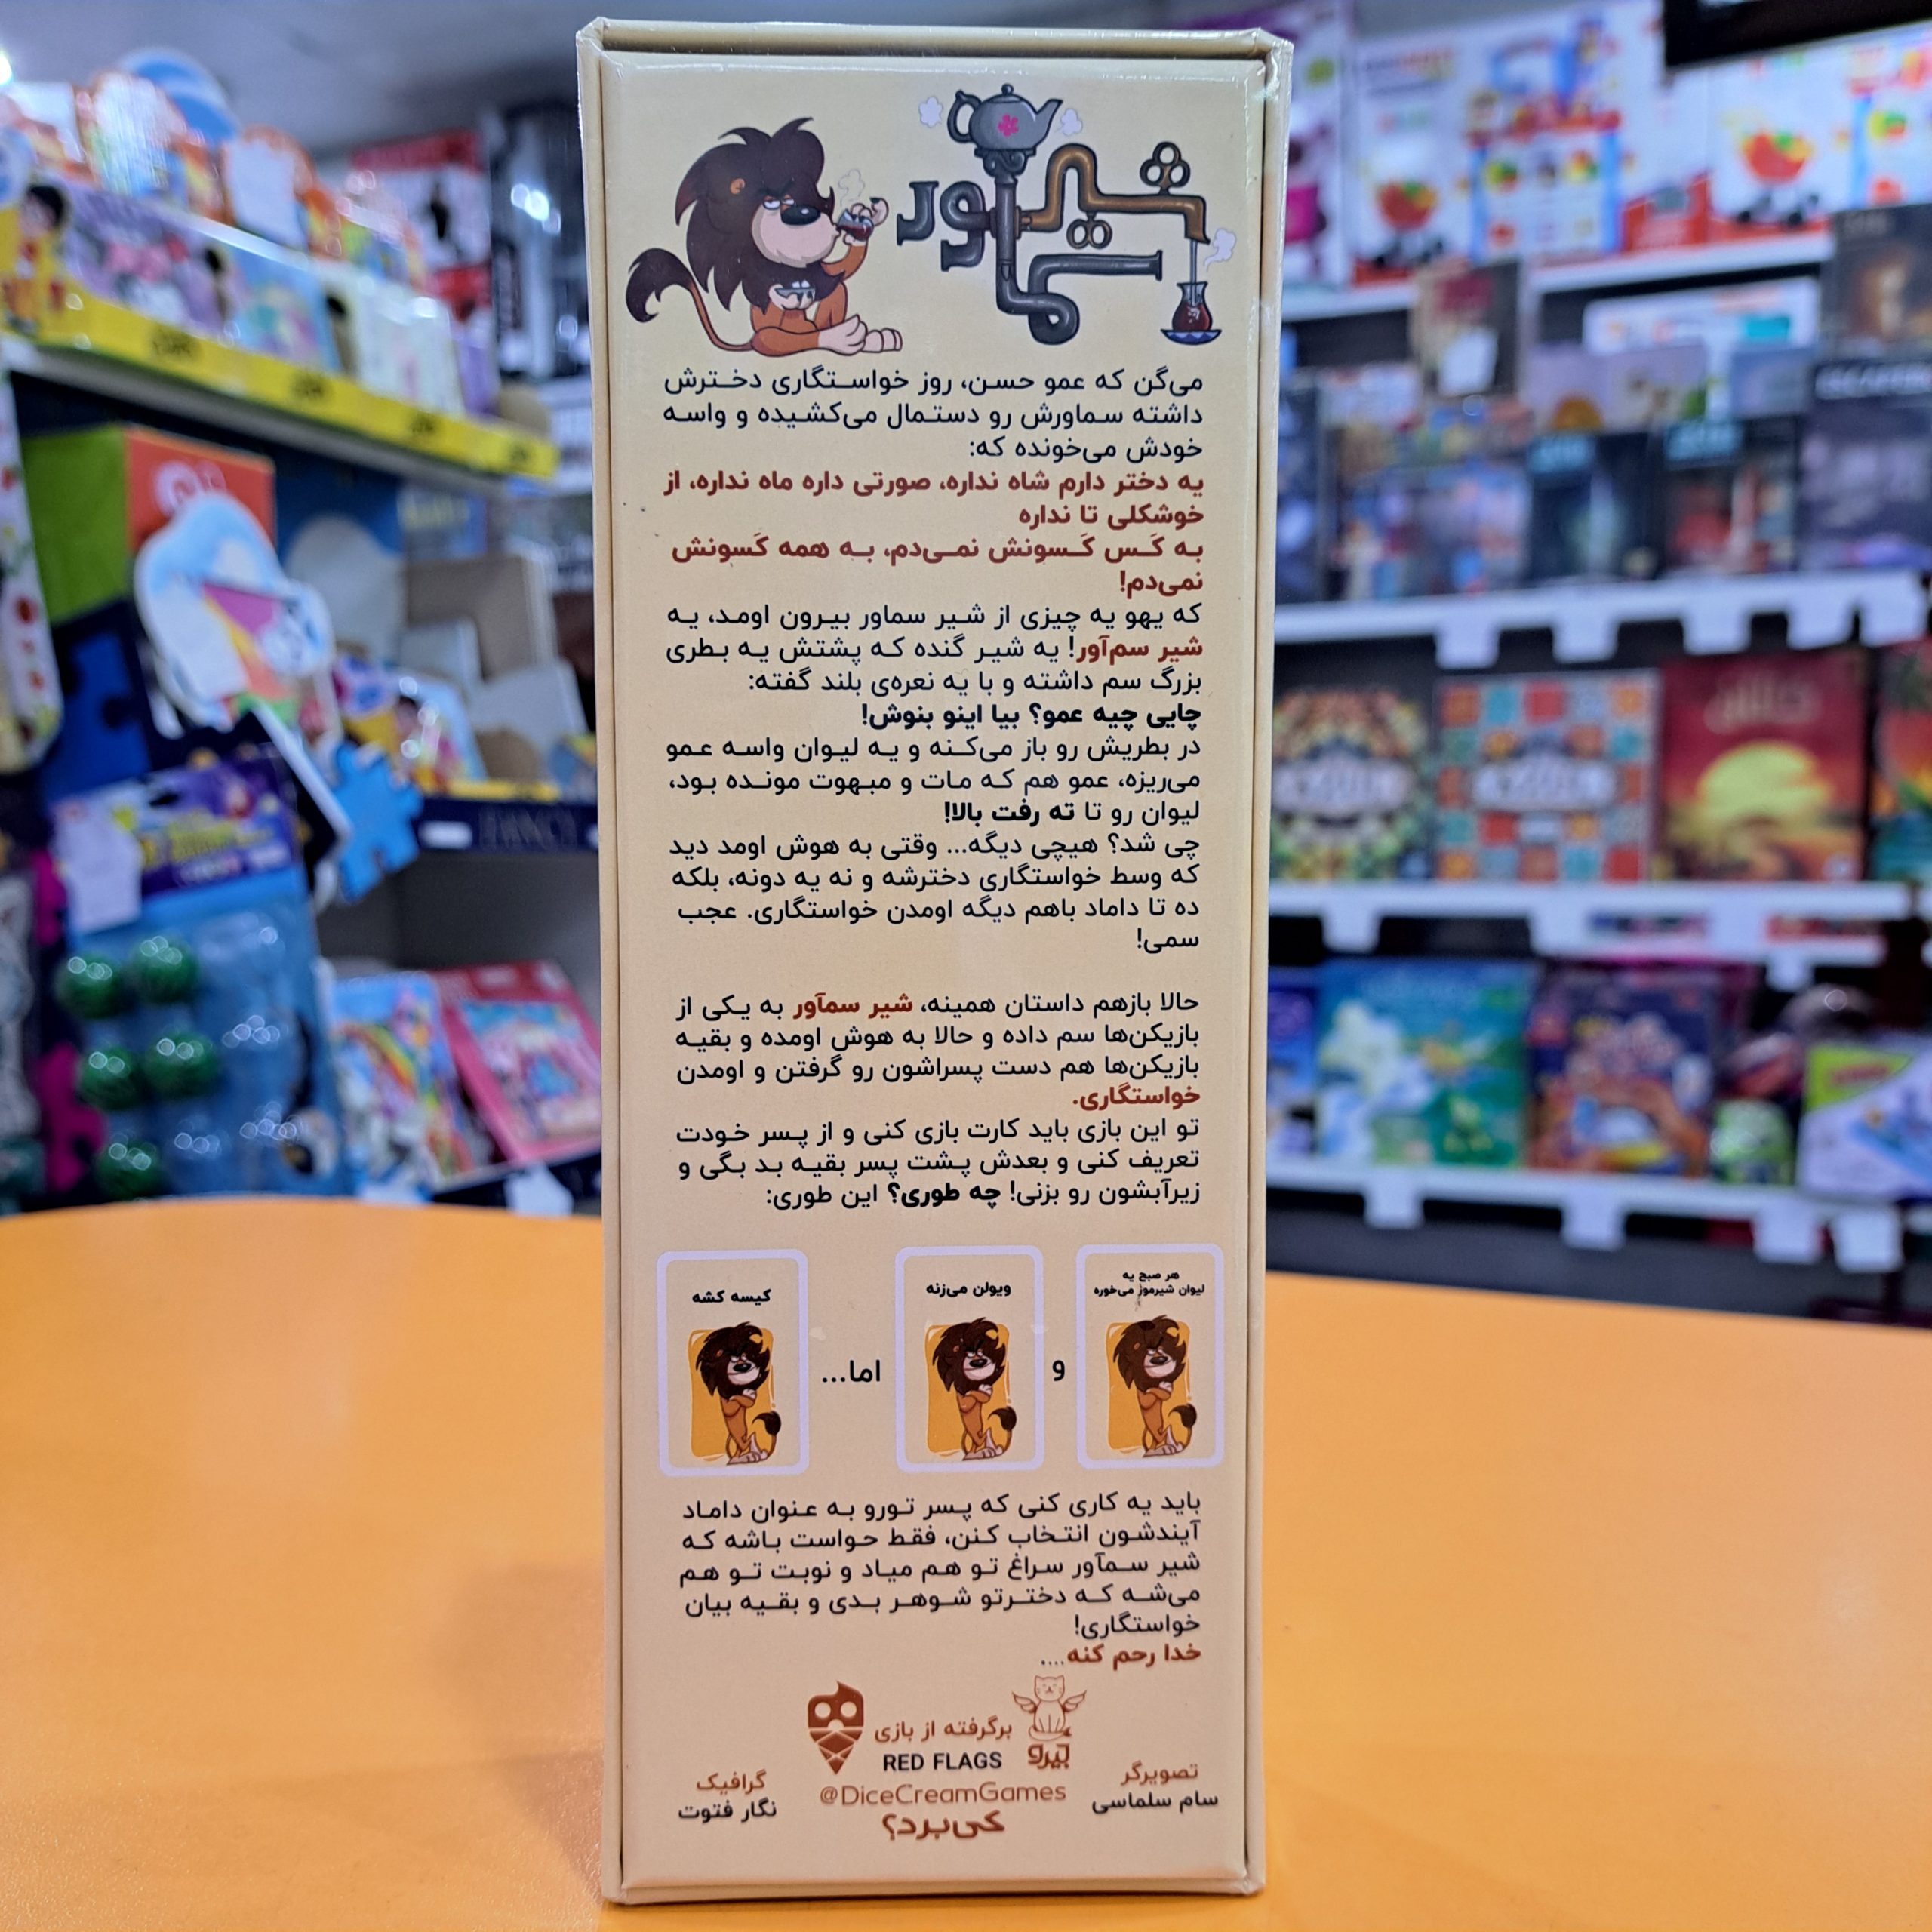 شیر سماور
می‌گن که عمو حسن، روز خواستگاری دخترش
داشته سماورش رو دستمال می‌کشیده و واسه
خودش می‌خونده که:
یه دختر دارم شاه نداره، صورتی داره ماه نداره، از
خوشکلی تا نداره
به کَس کَسونش نمی‌دم، به همه کَسونش
نمی‌دم!
که یهو یه چیزی از شیر سماور بیرون اومد، یه
شیر سم‌آور! یه شیر گنده که پشتش یه بطری
بزرگ سم داشته و با یه نعره‌ی بلند گفته:
چایی چیه عمو؟ بیا اینو بنوش!
در بطریش رو باز می‌کنه و یه لیوان واسه عمو
می‌ریزه، عمو هم که مات و مبهوت مونده بود،
لیوان رو تا ته رفت بالا!
چی شد؟ هیچی دیگه... وقتی به هوش اومد دید
که وسط خواستگاری دخترشه و نه یه دونه، بلکه
ده تا داماد باهم دیگه اومدن خواستگاری. عجب
سمی!
حالا بازهم داستان همینه، شیر سمآور به یکی از
بازیکن‌ها سم داده و حالا به هوش اومده و بقیه
بازیکن‌ها هم دست پسراشون رو گرفتن و اومدن
خواستگاری.
تو این بازی باید کارت بازی کنی و از پسر خودت
تعریف کنی و بعدش پشت پسر بقیه بد بگی و
زیرآبشون رو بزنی! چه طوری؟ این طوری:
هر صبح یه
لیوان شیرموز می‌خوره
و
ویولن می‌زنه
اما...
کیسه کشه
باید یه کاری کنی که پسر تورو به عنوان داماد
آیندشون انتخاب کنن، فقط حواست باشه که
شیر سمآور سراغ تو هم میاد و نوبت تو هم
می‌شه که دخترتو شوهر بدی و بقیه بیان
خواستگاری!
خدا رحم کنه....
برگرفته از بازی
RED FLAGS
@DiceCreamGames
کی‌برد؟
تصویرگر
سام سلماسی
گرافیک
نگار فتوت